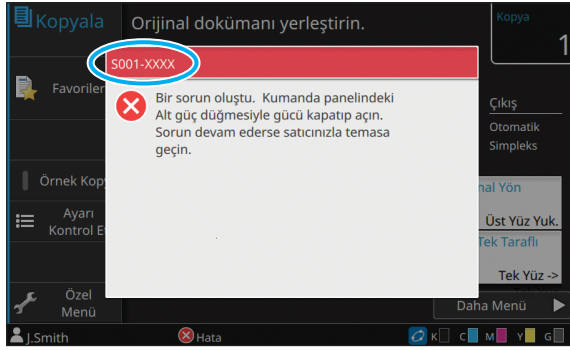 Kopyala
Orijinal dokümanı yerleştirin.
Kopya
1
S001-XXXX
Favoriler
Bir sorun oluştu. Kumanda panelindeki
Alt güç düğmesiyle gücü kapatıp açın.
Sorun devam ederse satıcınızla temasa
geçin.
Çıkış
Otomatik
Simpleks
Örnek Kop
nal Yön
Üst Yüz Yuk.
Ayarı
Kontrol E
Tek Taraflı
Tek Yüz ->
Özel
Menü
Daha Menü
J.Smith
Hata
K C M Y G